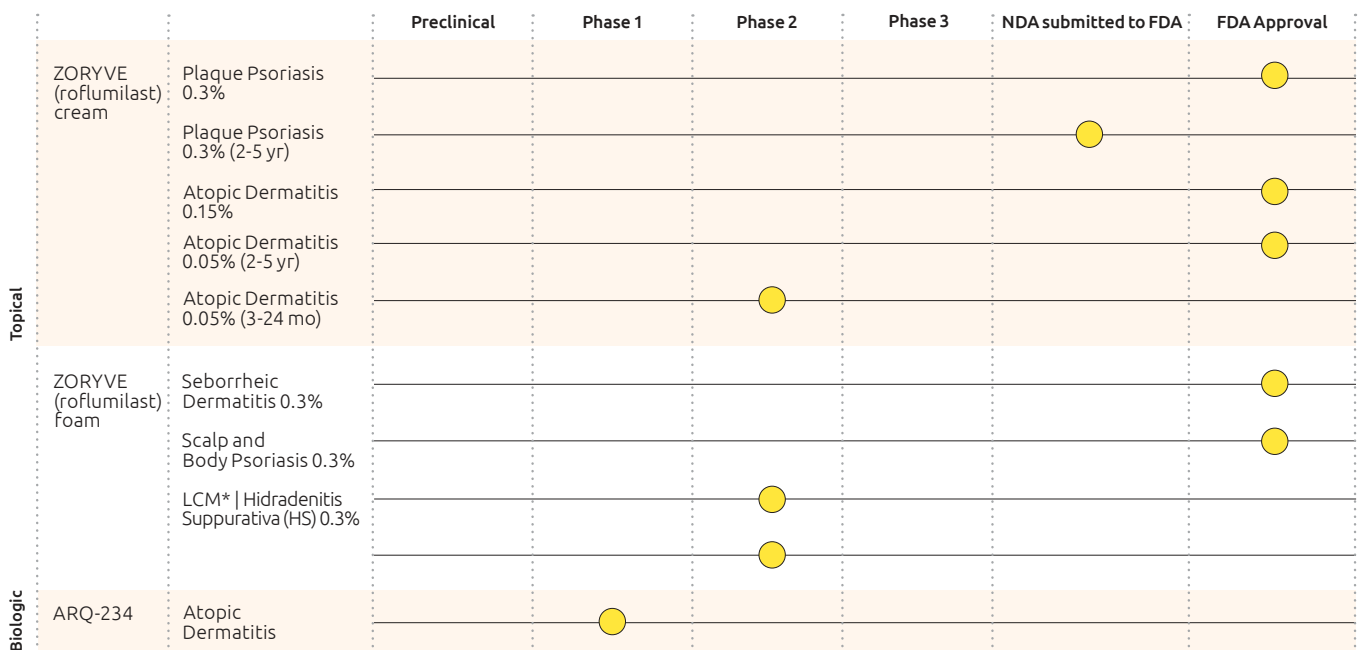 Preclinical Phase 1 Phase 2 Phase 3 NDA submitted to FDA FDA Approval
Topical
ZORYVE
(roflumilast)
cream
Plaque Psoriasis
0.3%
Plaque Psoriasis
0.3% (2-5 yr)
Atopic Dermatitis
0.15%
Atopic Dermatitis
0.05% (2-5 yr)
Atopic Dermatitis
0.05% (3-24 mo)
ZORYVE
(roflumilast)
foam
Seborrheic
Dermatitis 0.3%
Scalp and
Body Psoriasis 0.3%
LCM* | Hidradenitis
Suppurativa (HS) 0.3%
Biologic
ARQ-234
Atopic
Dermatitis